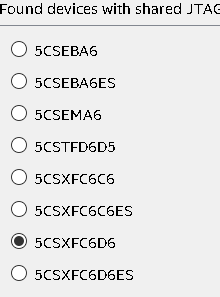 Found devices with shared JTAG
5CSEBA6
5CSEBA6ES
5CSEMA6
5CSTFD6D5
5CSXFC6C6
5CSXFC6C6ES
5CSXFC6D6
5CSXFC6D6ES